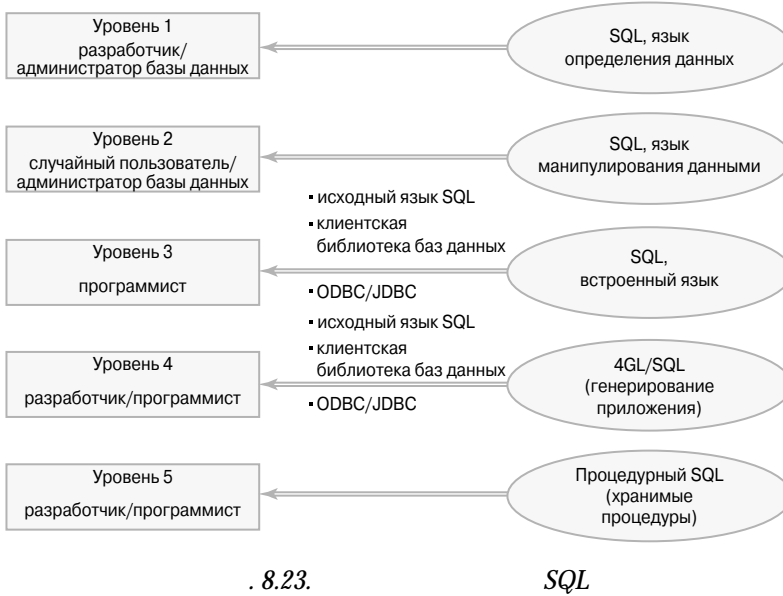 Уровень 1
разработчик/
администратор базы данных
SQL, язык
определения данных
Уровень 2
случайный пользователь/
администратор базы данных
SQL, язык
манипулирования данными
▪ исходный язык SQL
▪ клиентская
библиотека баз данных
▪ ODBC/JDBC
Уровень 3
программист
SQL,
встроенный язык
▪ исходный язык SQL
▪ клиентская
библиотека баз данных
▪ ODBC/JDBC
Уровень 4
разработчик/программист
4GL/SQL
(генерирование
приложения)
Уровень 5
разработчик/программист
Процедурный SQL
(хранимые
процедуры)
. 8.23. SQL